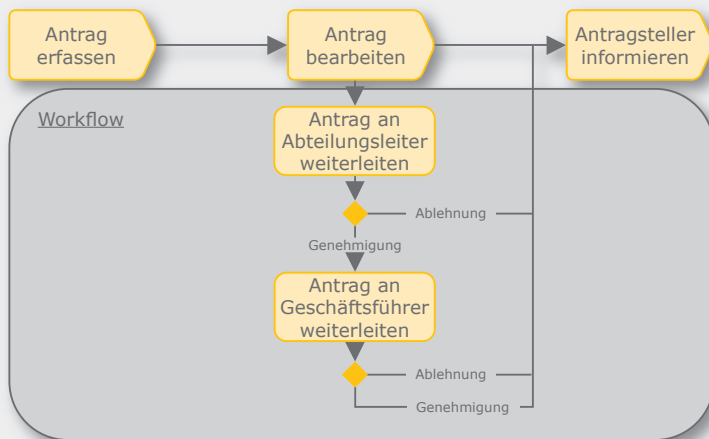 Antrag
erfassen
Antrag
bearbeiten
Antragsteller
informieren
Workflow
Antrag an
Abteilungsleiter
weiterleiten
Ablehnung
Genehmigung
Antrag an
Geschäftsführer
weiterleiten
Ablehnung
Genehmigung